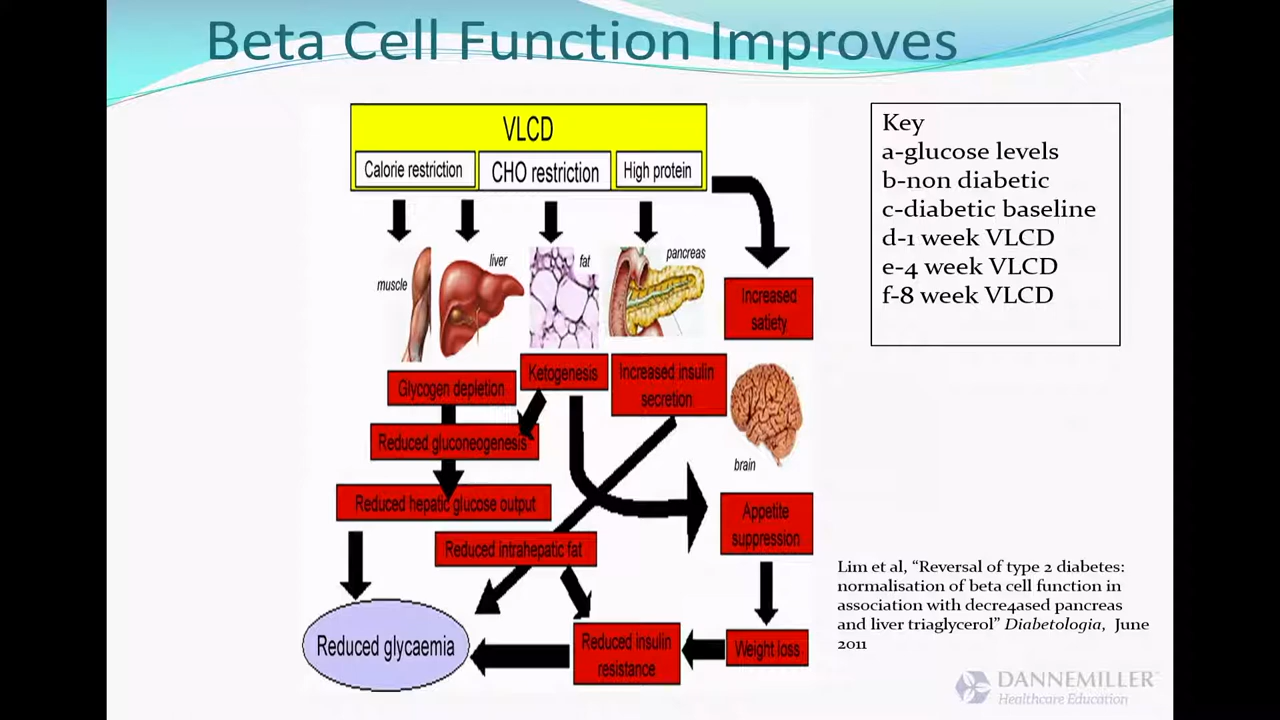 Beta Cell Function Improves
VLCD
Calorie restriction
CHO restriction
High protein
muscle
liver
fat
pancreas
Increased
satiety
Glycogen depletion
Ketogenesis
Increased insulin
secretion
Reduced gluconeogenesis
brain
Reduced hepatic glucose output
Appetite
suppression
Reduced intrahepatic fat
Reduced glycaemia
Reduced insulin
resistance
Weight loss
Key
a-glucose levels
b-non diabetic
c-diabetic baseline
d-1 week VLCD
e-4 week VLCD
f-8 week VLCD
Lim et al, “Reversal of type 2 diabetes:
normalisation of beta cell function in
association with decre4ased pancreas
and liver triaglycerol” Diabetologia, June
2011
DANNEMILLER
Healthcare Education